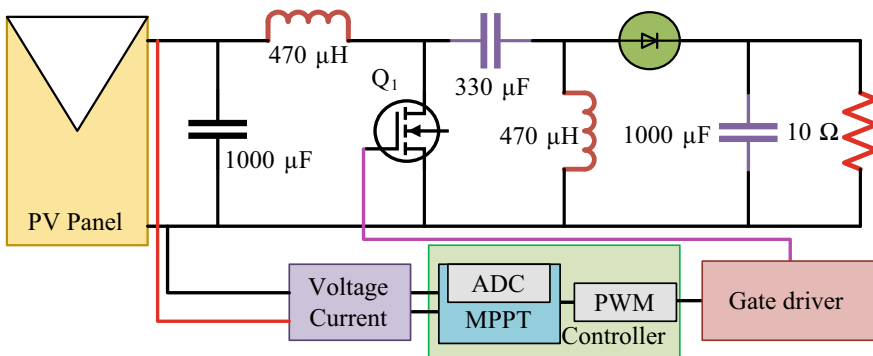 470 µH
Q1
330 µF
470 µH
1000 µF
10 Ω
1000 µF
PV Panel
Voltage
Current
ADC
MPPT
PWM
Controller
Gate driver